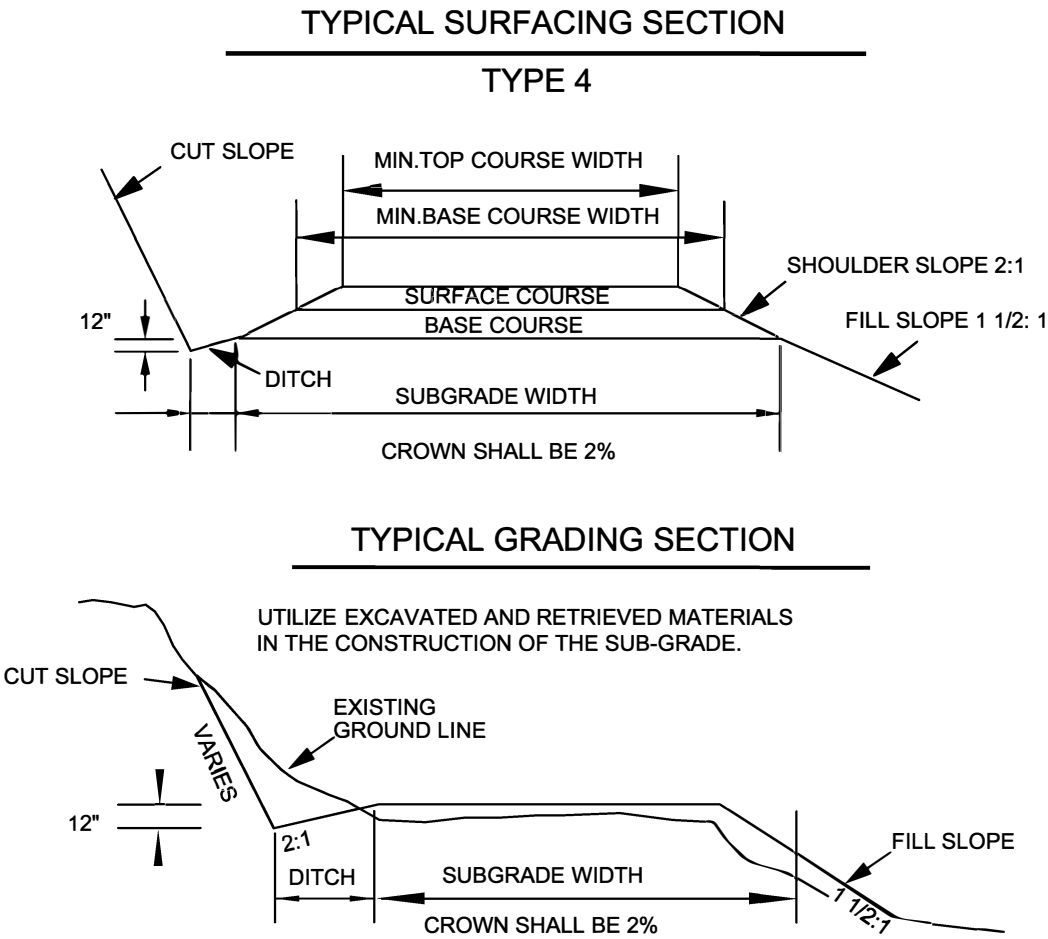 TYPICAL SURFACING SECTION
TYPE 4
CUT SLOPE
MIN.TOP COURSE WIDTH
MIN.BASE COURSE WIDTH
SHOULDER SLOPE 2:1
SURFACE COURSE
12"
BASE COURSE
FILL SLOPE 1 1/2: 1
DITCH
SUBGRADE WIDTH
CROWN SHALL BE 2%
TYPICAL GRADING SECTION
UTILIZE EXCAVATED AND RETRIEVED MATERIALS
IN THE CONSTRUCTION OF THE SUB-GRADE.
CUT SLOPE
EXISTING
GROUND LINE
VARIES
12"
2:1
FILL SLOPE
DITCH
SUBGRADE WIDTH
1 1/2:1
CROWN SHALL BE 2%